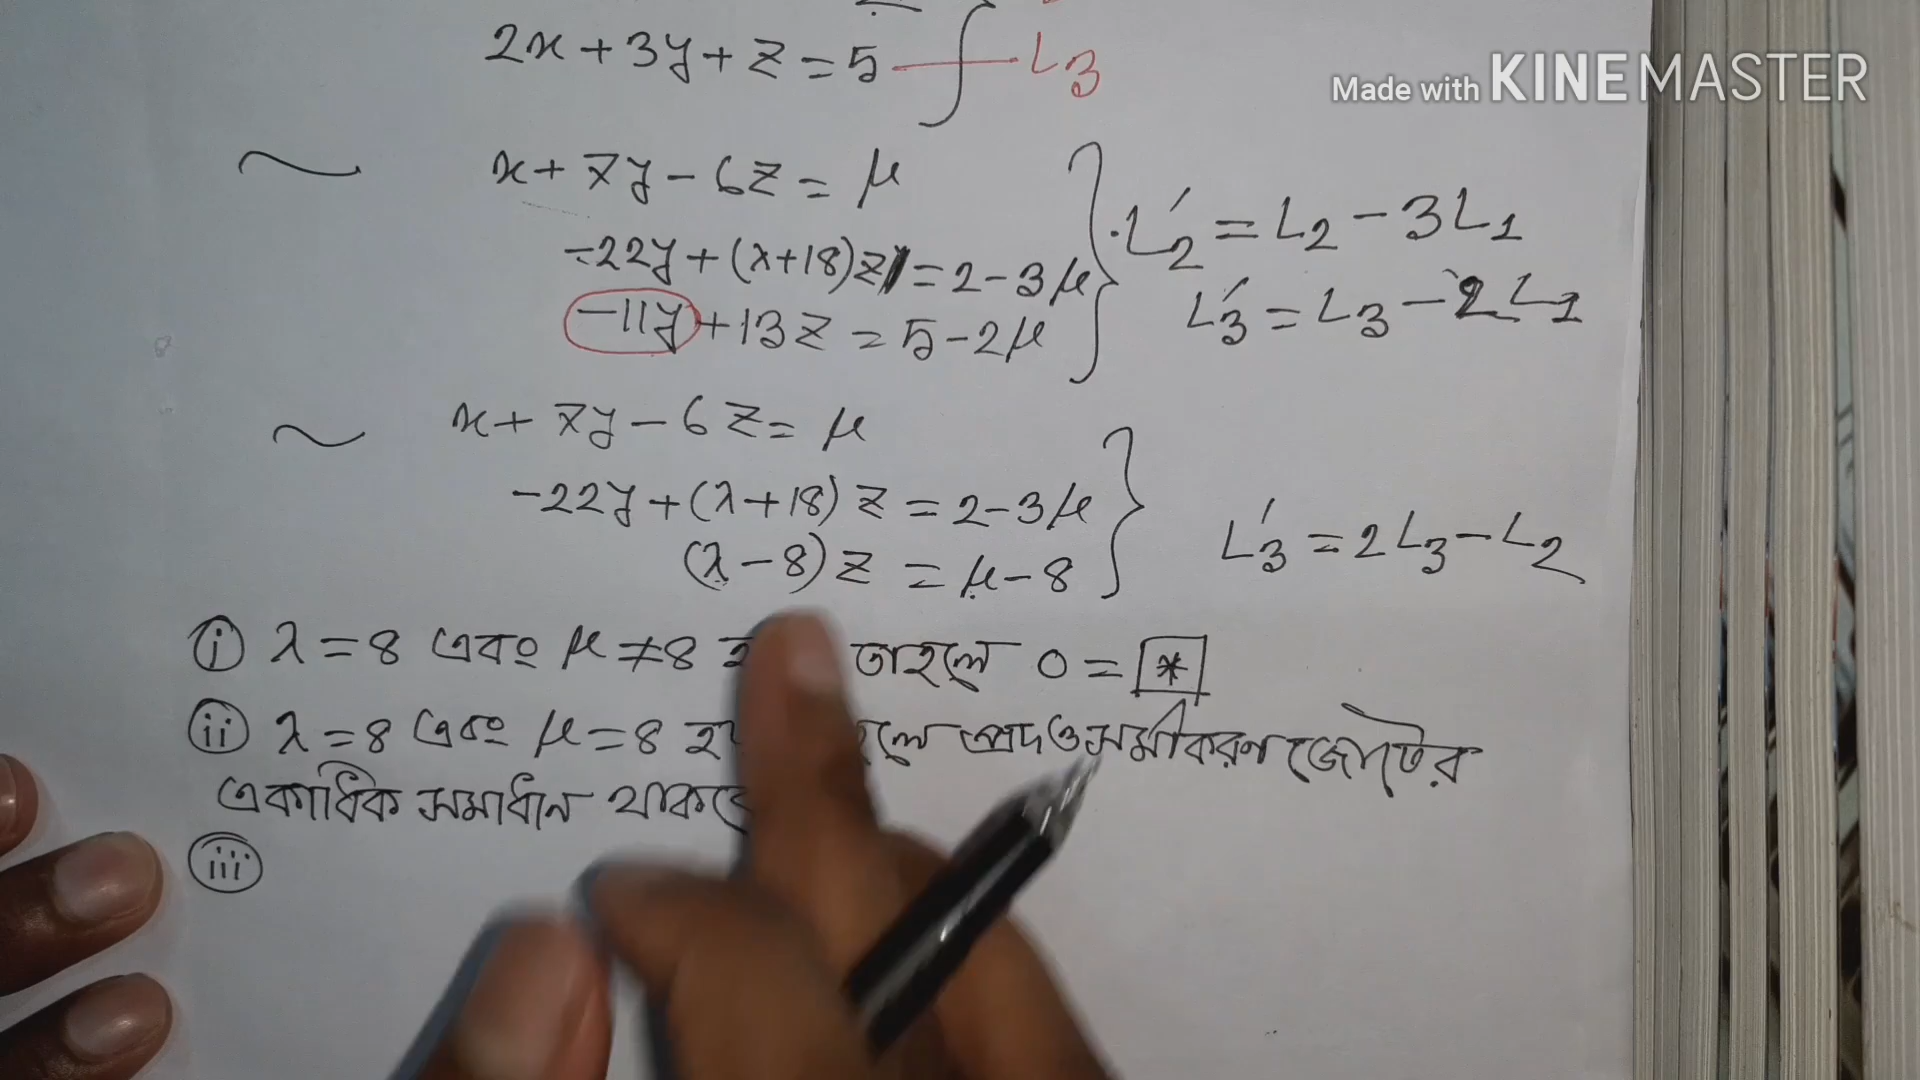 2x + 3y + z = 5 L3
Made with KINEMASTER
~ x + 7y - 6z = μ
-22y + (λ+18)z = 2-3μ L2′ = L2 - 3L1
-11y + 13z = 5-2μ L3′ = L3 - 2L1
~ x + 7y - 6z = μ
-22y + (λ+18)z = 2-3μ
(λ-8)z = μ-8 L3′ = 2L3 - L2
(i) λ = 8 এবং μ ≠ 8 তাহলে 0 = *
(ii) λ = 8 এবং μ = 8 প্রদত্ত সমীকরণ জোটের
একাধিক সমাধান থাকবে
(iii)